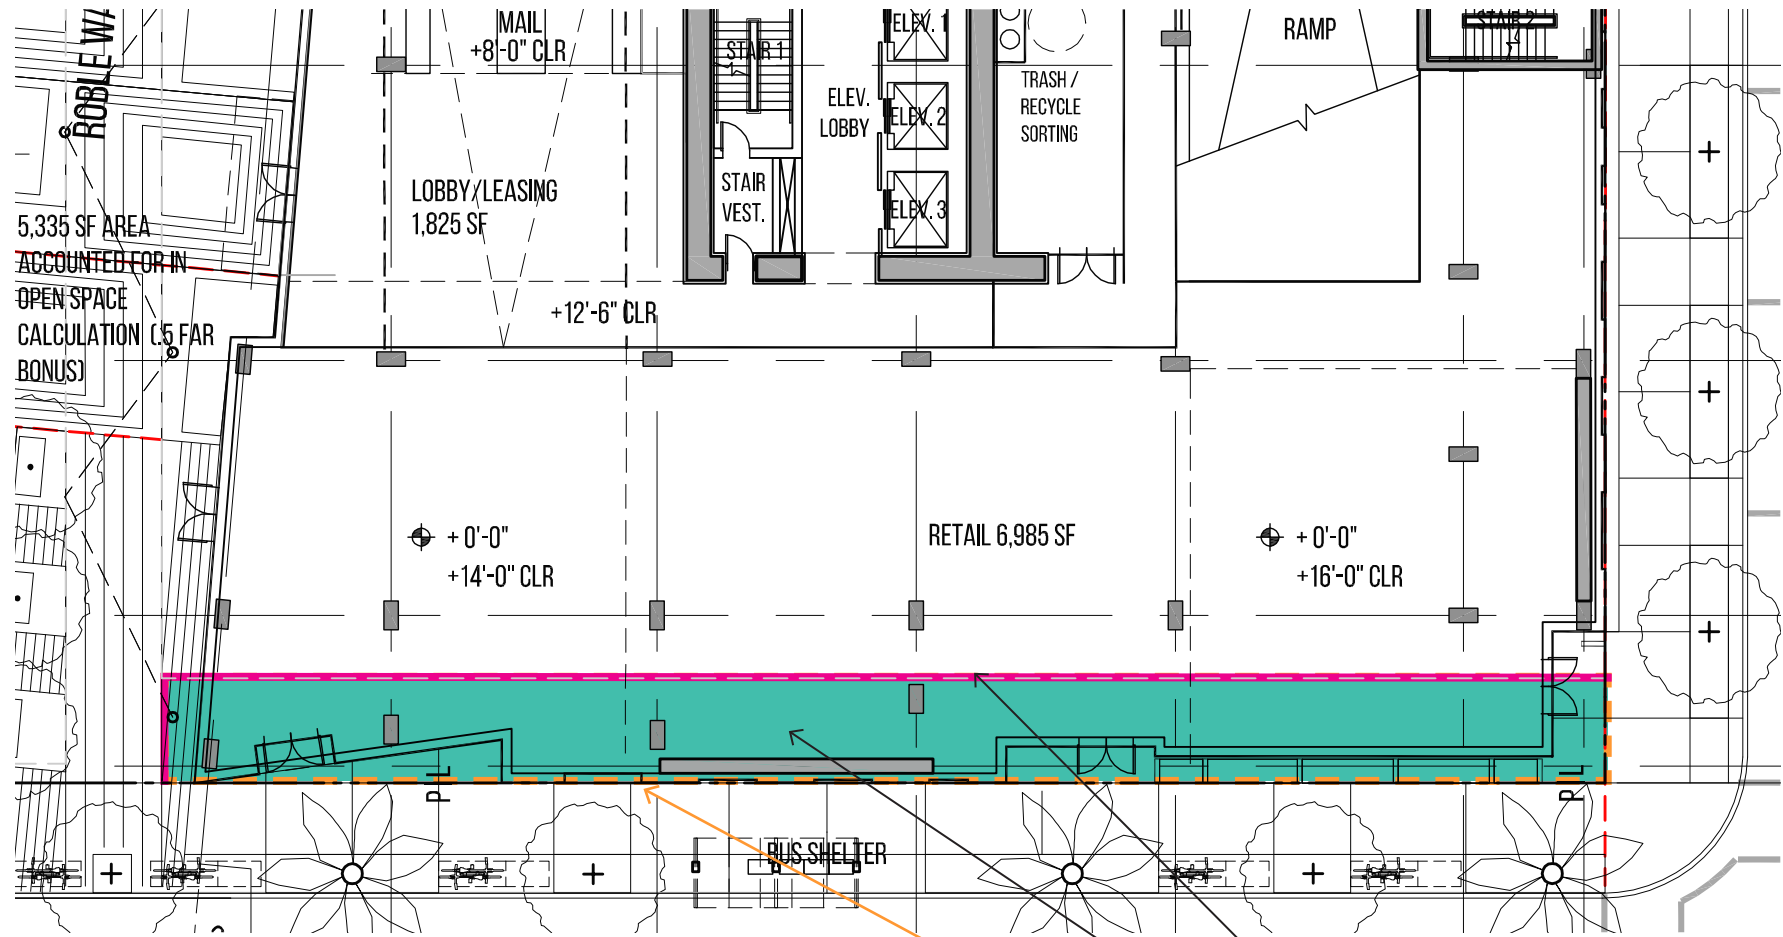 ROBLE WA
MAIL
+8'-0" CLR
STAIR 1
ELEV. 1
RAMP
STAIR 2
ELEV.
LOBBY
ELEV. 2
TRASH /
RECYCLE
SORTING
LOBBY/LEASING
1,825 SF
STAIR
VEST.
ELEV. 3
5,335 SF AREA
ACCOUNTED FOR IN
OPEN SPACE
CALCULATION (.5 FAR
BONUS)
+12'-6" CLR
+ 0'-0"
+14'-0" CLR
RETAIL 6,985 SF
+ 0'-0"
+16'-0" CLR
P L
P L
BUS SHELTER